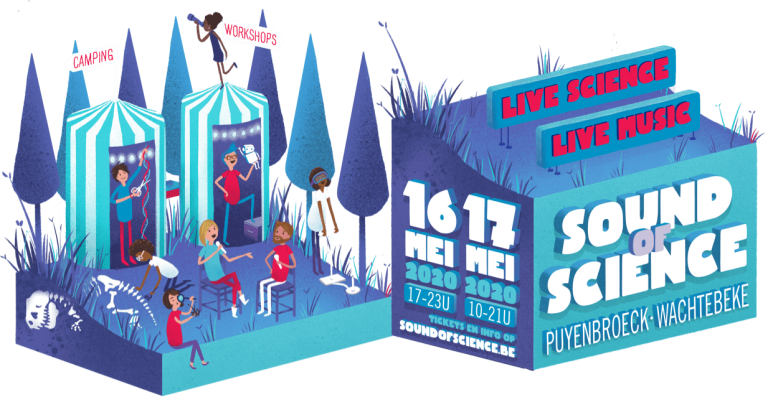 CAMPING
WORKSHOPS
LIVE SCIENCE
LIVE MUSIC
16
MEI
2020
17-23U
17
MEI
2020
10-21U
TICKETS EN INFO OP
SOUNDOFSCIENCE.BE
SOUND
OF
SCIENCE
PUYENBROECK-WACHTEBEKE